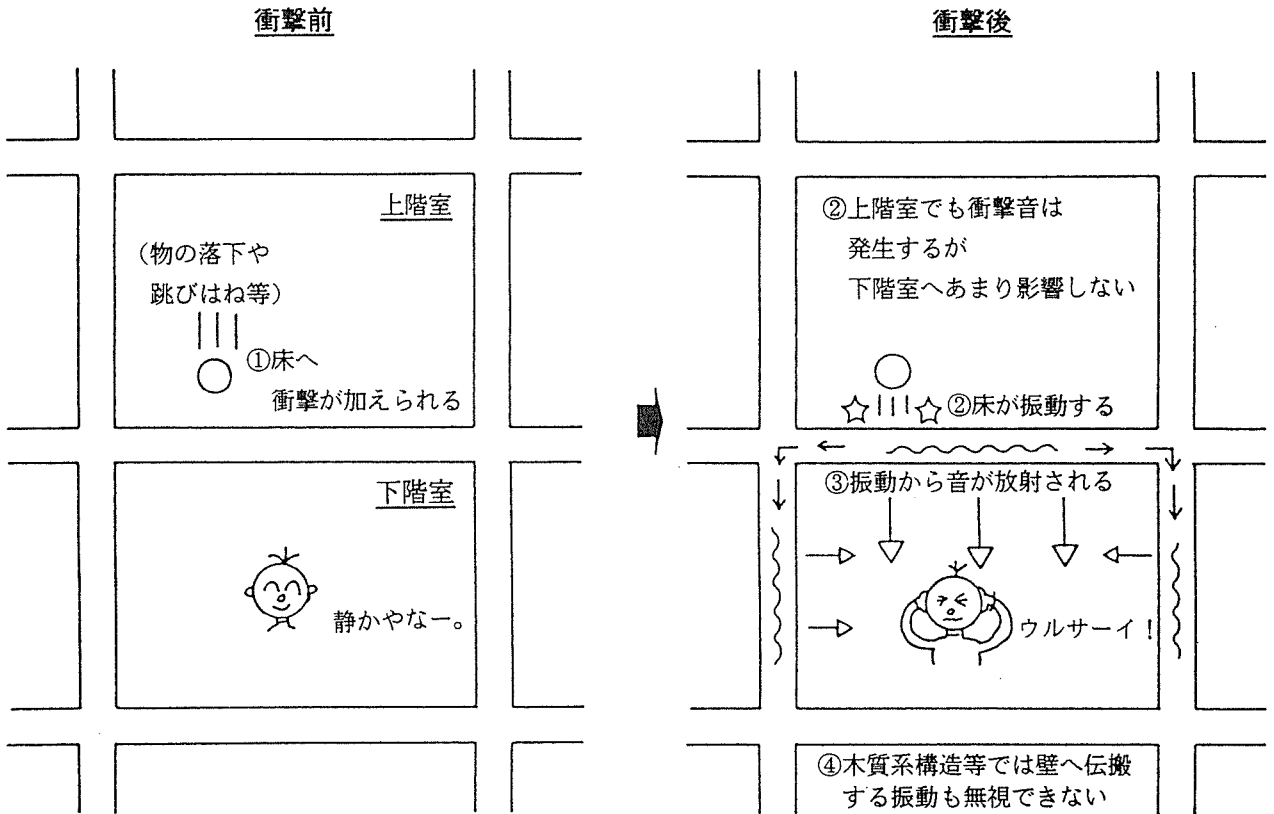 衝撃前
上階室
(物の落下や
跳びはね等)
①床へ
衝撃が加えられる
下階室
静かやなー。
衝撃後
②上階室でも衝撃音は
発生するが
下階室へあまり影響しない
②床が振動する
③振動から音が放射される
ウルサーイ!
④木質系構造等では壁へ伝搬
する振動も無視できない